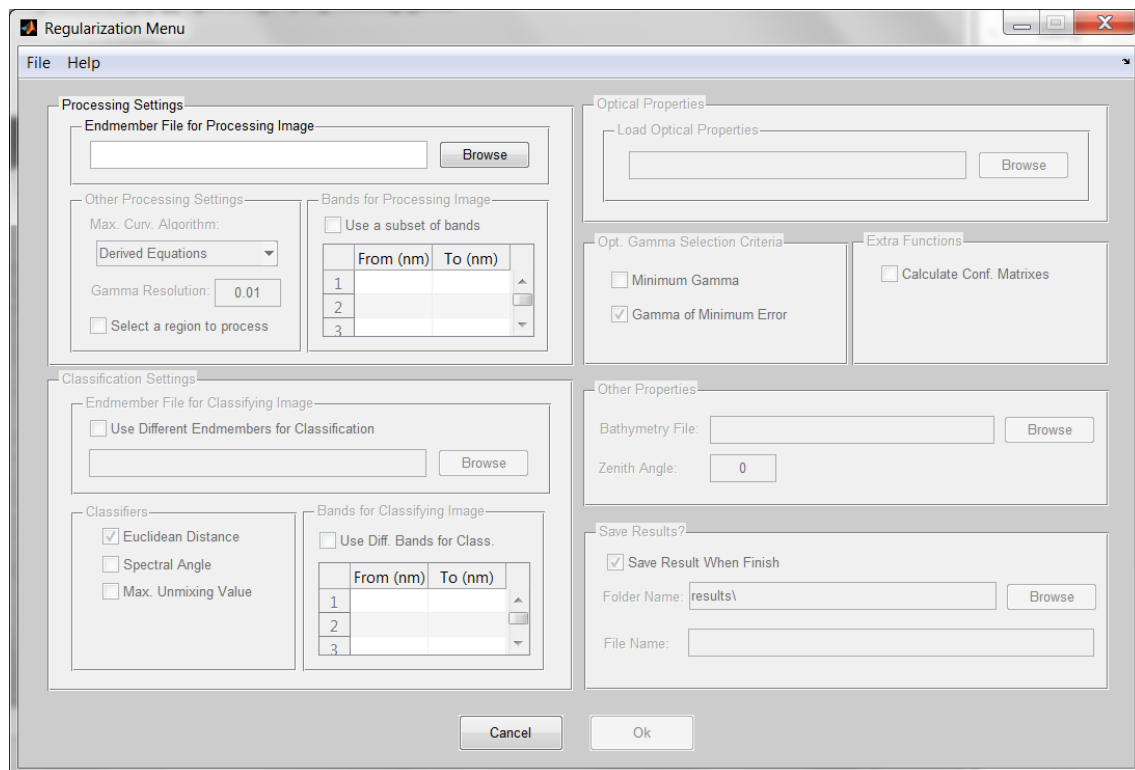 Regularization Menu
File Help
Processing Settings
Endmember File for Processing Image
Browse
Other Processing Settings
Max. Curv. Algorithm:
Derived Equations
Gamma Resolution: 0.01
Select a region to process
Bands for Processing Image
Use a subset of bands
From (nm) To (nm)
1
2
3
Classification Settings
Endmember File for Classifying Image
Use Different Endmembers for Classification
Browse
Classifiers
Euclidean Distance
Spectral Angle
Max. Unmixing Value
Bands for Classifying Image
Use Diff. Bands for Class.
From (nm) To (nm)
1
2
3
Optical Properties
Load Optical Properties
Browse
Opt. Gamma Selection Criteria
Minimum Gamma
Gamma of Minimum Error
Extra Functions
Calculate Conf. Matrixes
Other Properties
Bathymetry File: Browse
Zenith Angle: 0
Save Results?
Save Result When Finish
Folder Name: results\ Browse
File Name:
Cancel Ok